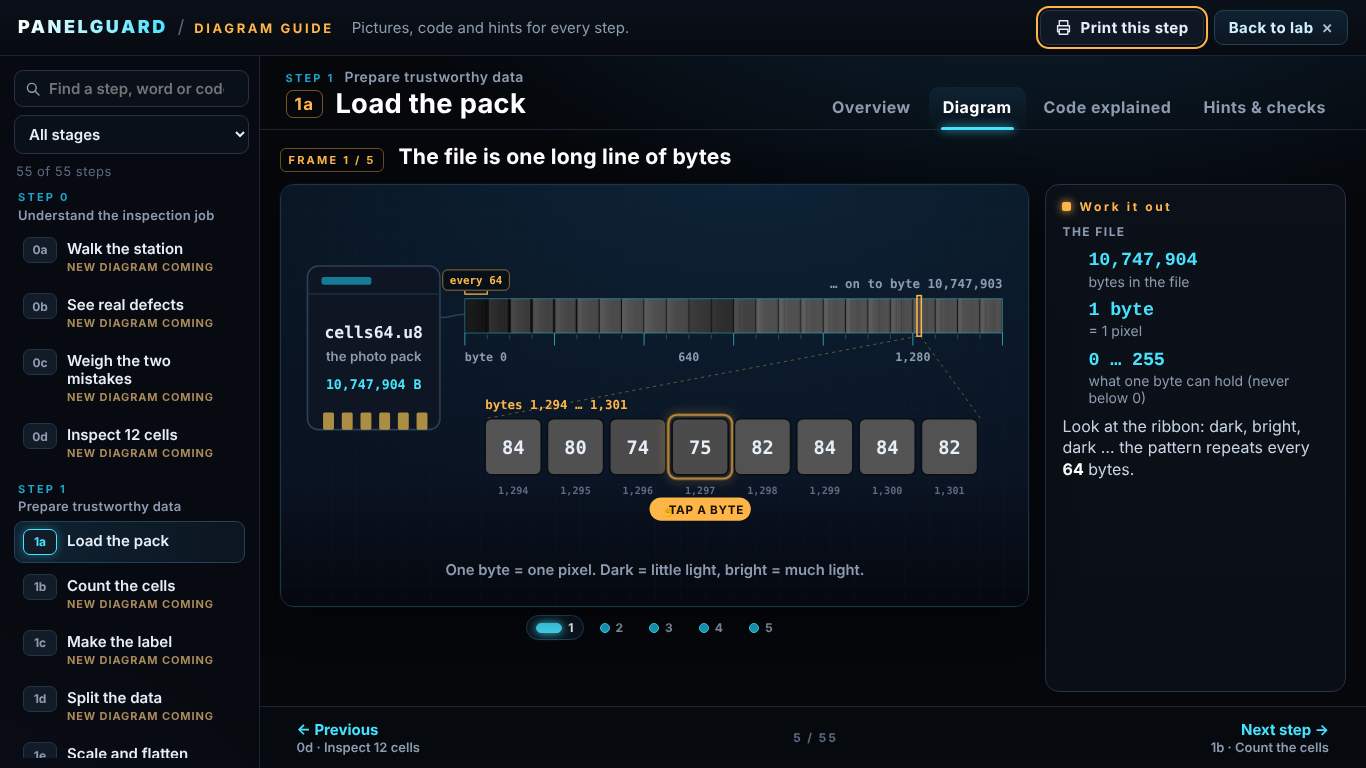 PANELGUARD / DIAGRAM GUIDE Pictures, code and hints for every step.
Print this step
Back to lab ×
Find a step, word or cod
All stages
55 of 55 steps
STEP 0
Understand the inspection job
0a Walk the station
NEW DIAGRAM COMING
0b See real defects
NEW DIAGRAM COMING
0c Weigh the two
mistakes
NEW DIAGRAM COMING
0d Inspect 12 cells
NEW DIAGRAM COMING
STEP 1
Prepare trustworthy data
1a Load the pack
1b Count the cells
NEW DIAGRAM COMING
1c Make the label
NEW DIAGRAM COMING
1d Split the data
NEW DIAGRAM COMING
1e Scale and flatten
STEP 1 Prepare trustworthy data
1a Load the pack
Overview
Diagram
Code explained
Hints & checks
FRAME 1 / 5 The file is one long line of bytes
cells64.u8
the photo pack
10,747,904 B
every 64
… on to byte 10,747,903
byte 0 640 1,280
bytes 1,294 … 1,301
84 80 74 75 82 84 84 82
1,294 1,295 1,296 1,297 1,298 1,299 1,300 1,301
TAP A BYTE
One byte = one pixel. Dark = little light, bright = much light.
1 2 3 4 5
Work it out
THE FILE
10,747,904
bytes in the file
1 byte
= 1 pixel
0 … 255
what one byte can hold (never
below 0)
Look at the ribbon: dark, bright,
dark … the pattern repeats every
64 bytes.
← Previous
0d · Inspect 12 cells
5 / 55
Next step →
1b · Count the cells